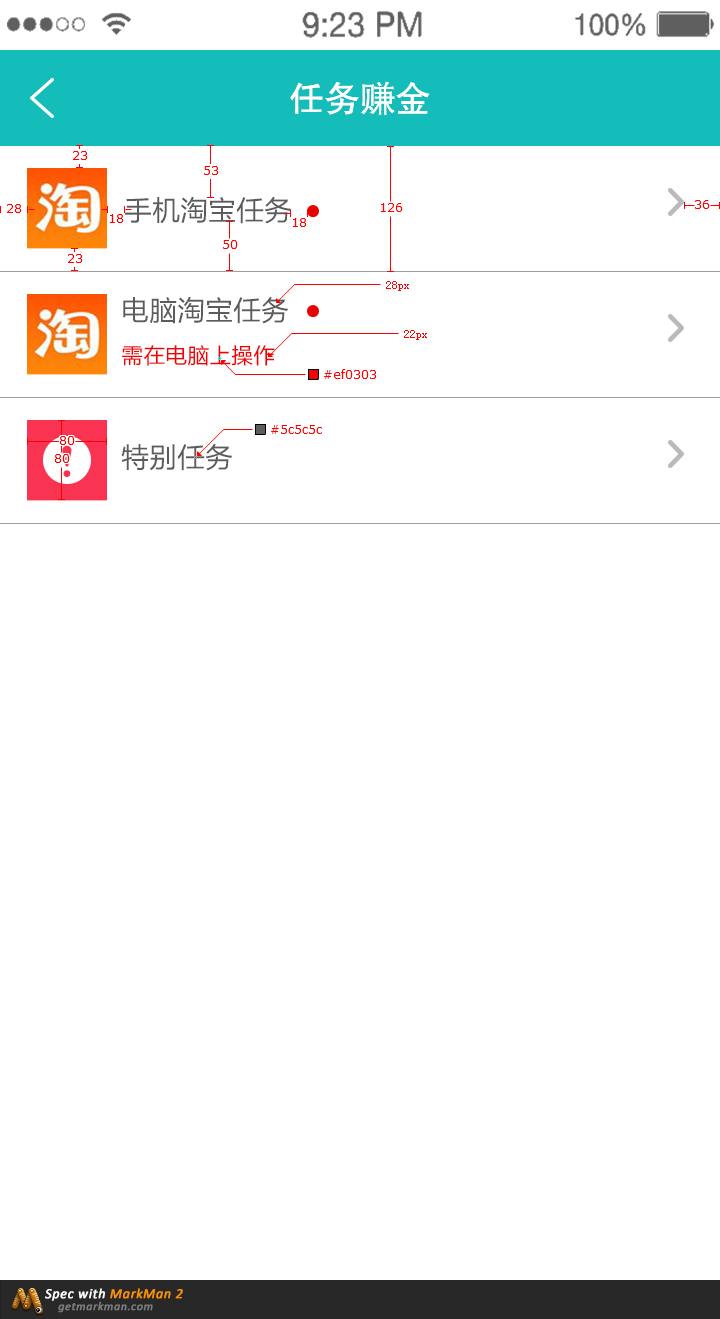 9:23 PM 100%
任务赚金
23
53
淘
手机淘宝任务
28
18
18
126
36
50
23
28px
淘
电脑淘宝任务
22px
需在电脑上操作
#ef0303
#5c5c5c
80
80
特别任务
Spec with MarkMan 2
getmarkman.com